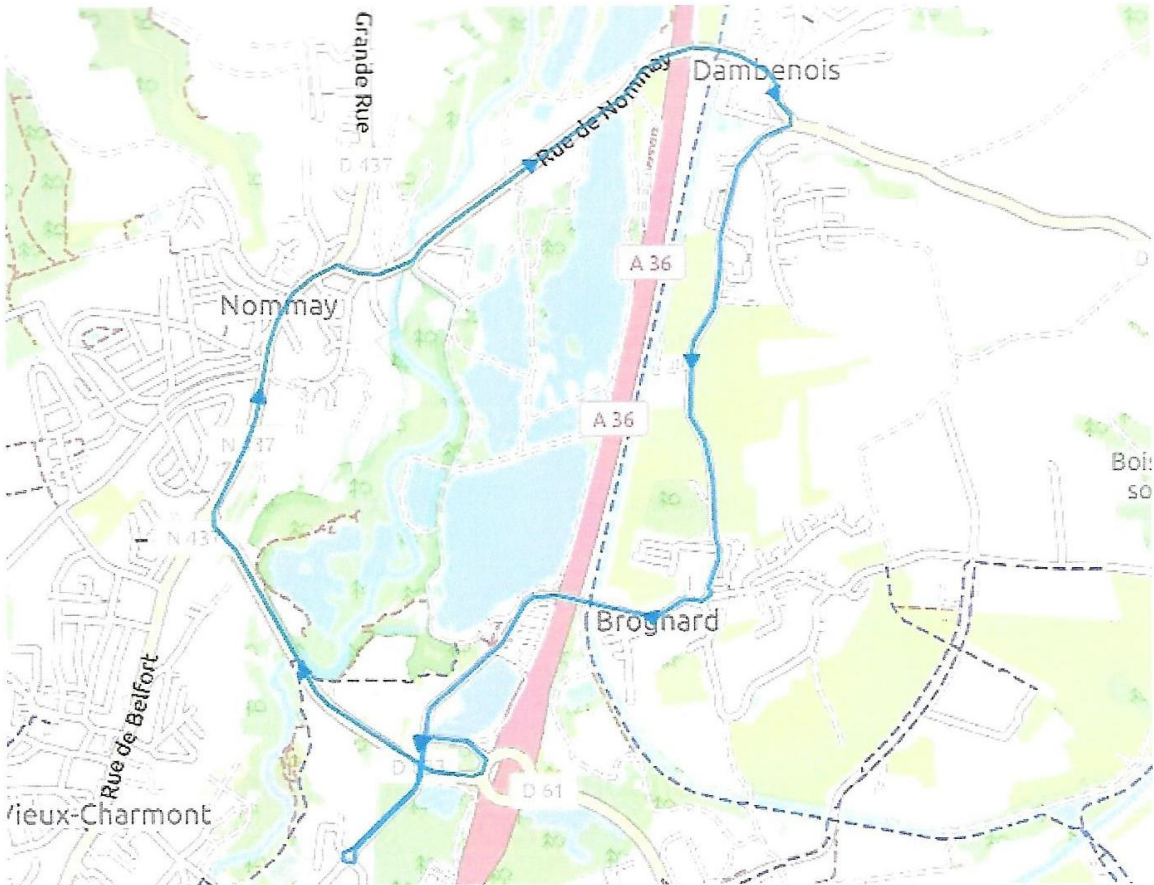 Grande Rue
Rue de Nommay
Dambenois
D 437
A 36
D
Nommay
A 36
N 437
Bois
so
N 43
Brognard
Rue de Belfort
D 61
Vieux-Charmont